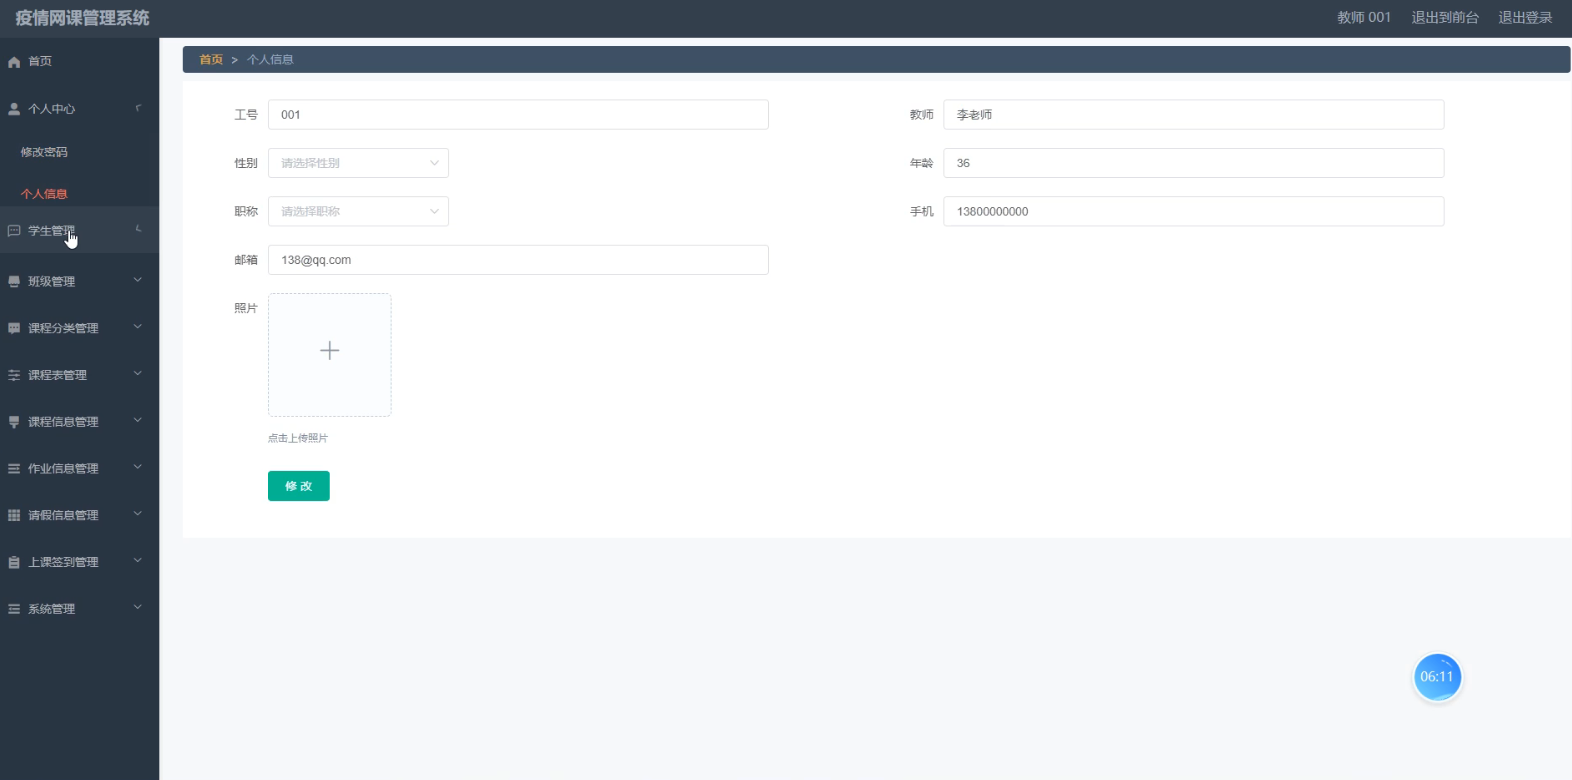 疫情网课管理系统
教师 001 退出到前台 退出登录
首页
个人中心
修改密码
个人信息
学生管理
班级管理
课程分类管理
课程表管理
课程信息管理
作业信息管理
请假信息管理
上课签到管理
系统管理
首页 > 个人信息
工号 001
教师 李老师
性别 请选择性别
年龄 36
职称 请选择职称
手机 13800000000
邮箱 138@qq.com
照片
点击上传照片
修 改
06:11